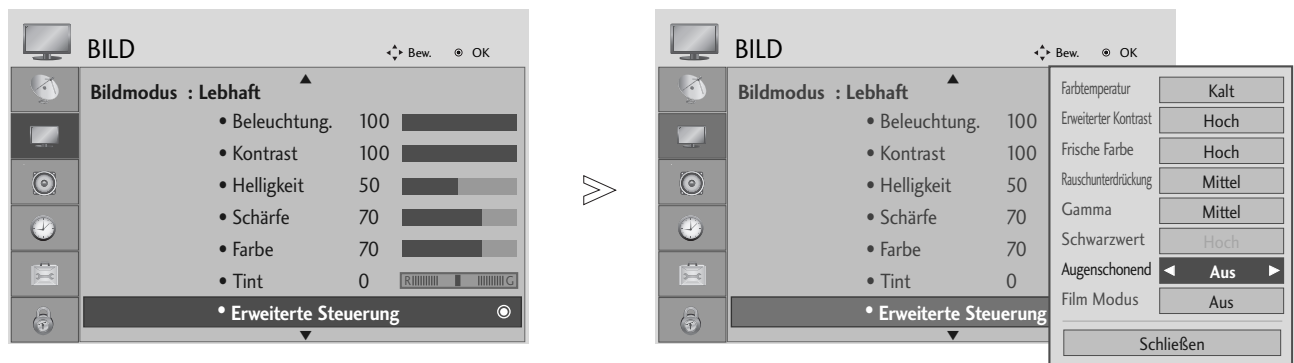 BILD
Bew. OK
Bildmodus : Lebhaft
• Beleuchtung. 100
• Kontrast 100
• Helligkeit 50
• Schärfe 70
• Farbe 70
• Tint 0 R G
• Erweiterte Steuerung
BILD
Bew. OK
Bildmodus : Lebhaft
• Beleuchtung. 100
• Kontrast 100
• Helligkeit 50
• Schärfe 70
• Farbe 70
• Tint 0
• Erweiterte Steuerung
Farbtemperatur Kalt
Erweiterter Kontrast Hoch
Frische Farbe Hoch
Rauschunterdrückung Mittel
Gamma Mittel
Schwarzwert Hoch
Augenschonend Aus
Film Modus Aus
Schließen